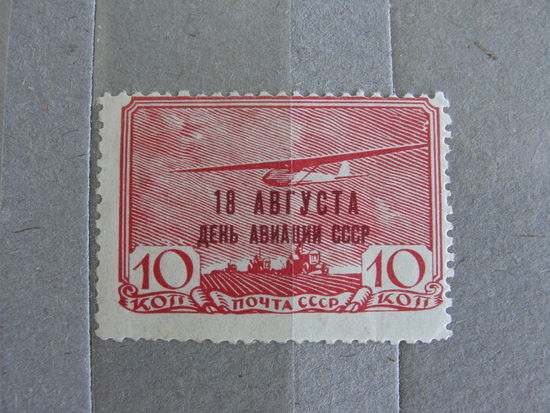 18 АВГУСТА
ДЕНЬ АВИАЦИИ СССР
10 КОП
ПОЧТА СССР
10 КОП